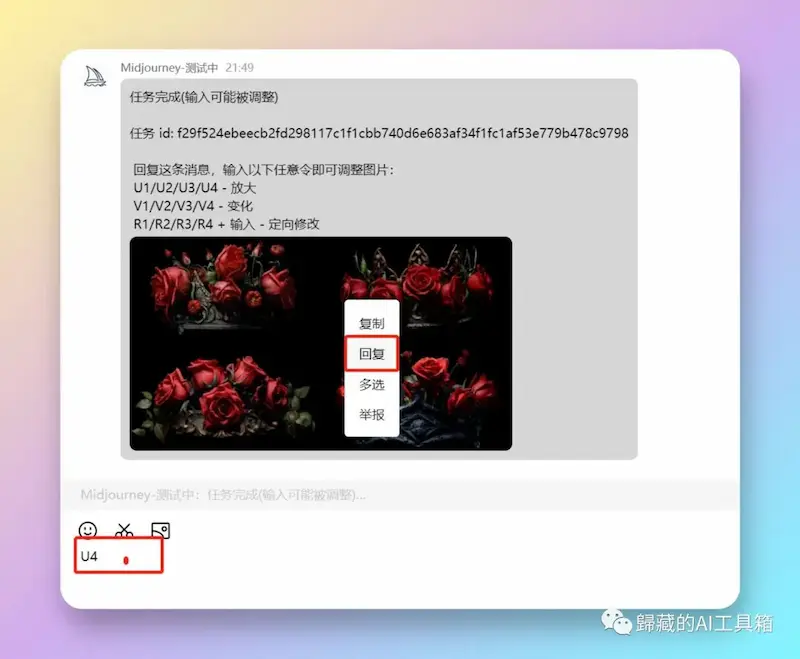 Midjourney-测试中 21:49
任务完成(输入可能被调整)
任务 id: f29f524ebeecb2fd298117c1f1cbb740d6e683af34f1fc1af53e779b478c9798
回复这条消息，输入以下任意令即可调整图片：
U1/U2/U3/U4 - 放大
V1/V2/V3/V4 - 变化
R1/R2/R3/R4 + 输入 - 定向修改
复制
回复
多选
举报
Midjourney-测试中：任务完成(输入可能被调整)...
U4
歸藏的AI工具箱